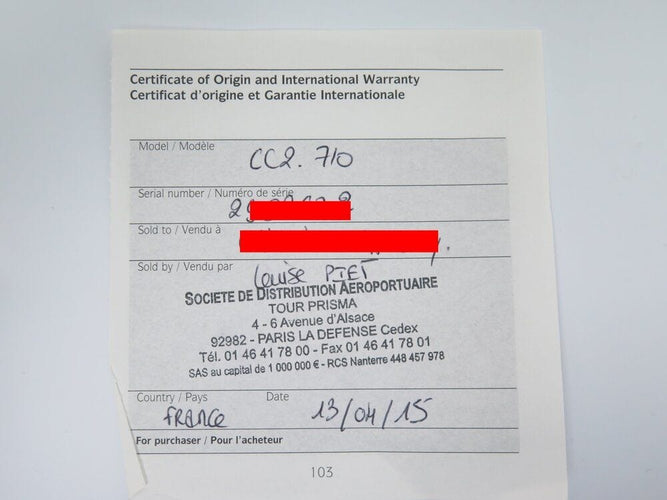 Certificate of Origin and International Warranty
Certificat d'origine et Garantie Internationale
Model / Modèle
CC2. 710
Serial number / Numéro de série
Sold to / Vendu à
Sold by / Vendu par
Louise PIET
SOCIETE DE DISTRIBUTION AEROPORTUAIRE
TOUR PRISMA
4 - 6 Avenue d'Alsace
92982 - PARIS LA DEFENSE Cedex
Tél. 01 46 41 78 00 - Fax 01 46 41 78 01
SAS au capital de 1 000 000 € - RCS Nanterre 448 457 978
Country / Pays Date
FRANCE 13/04/15
For purchaser / Pour l'acheteur
103